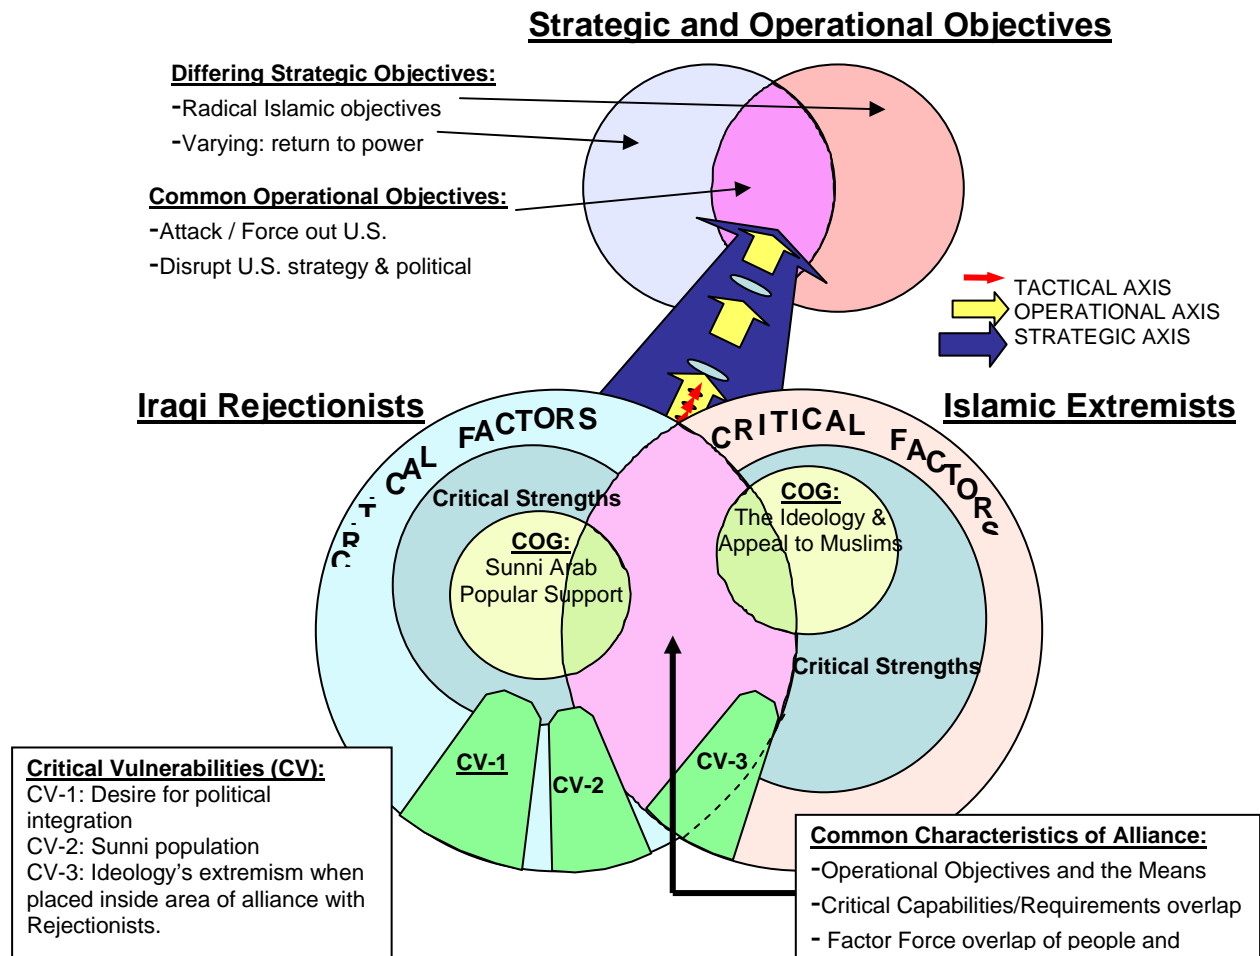 Strategic and Operational Objectives
Differing Strategic Objectives:
-Radical Islamic objectives
-Varying: return to power
Common Operational Objectives:
-Attack / Force out U.S.
-Disrupt U.S. strategy & political
TACTICAL AXIS
OPERATIONAL AXIS
STRATEGIC AXIS
Iraqi Rejectionists
Islamic Extremists
CRITICAL FACTORS
CRITICAL FACTORS
Critical Strengths
COG:
Sunni Arab
Popular Support
COG:
The Ideology &
Appeal to Muslims
Critical Strengths
CV-1
CV-2
CV-3
Critical Vulnerabilities (CV):
CV-1: Desire for political
integration
CV-2: Sunni population
CV-3: Ideology's extremism when
placed inside area of alliance with
Rejectionists.
Common Characteristics of Alliance:
-Operational Objectives and the Means
-Critical Capabilities/Requirements overlap
- Factor Force overlap of people and